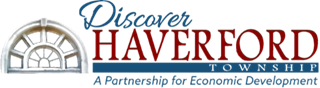 Discover
HAVERFORD
TOWNSHIP
A Partnership for Economic Development